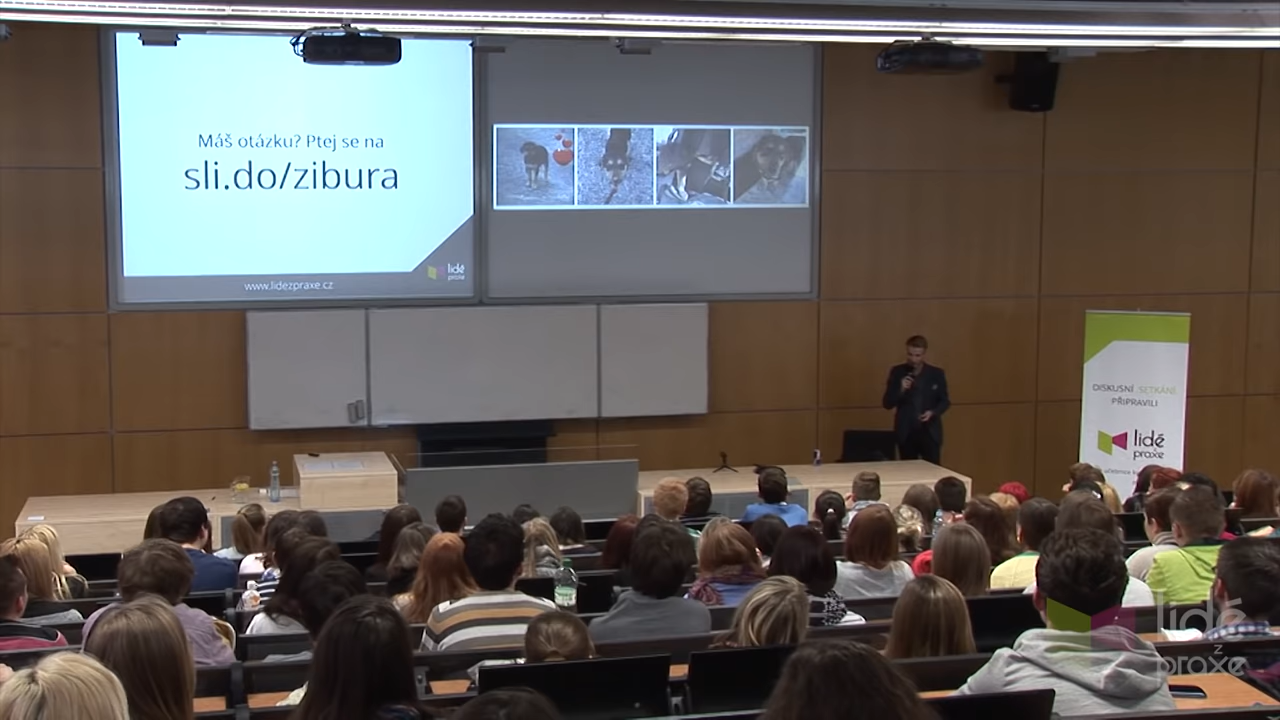 Máš otázku? Ptej se na
sli.do/zibura
lidé
z praxe
www.lidezpraxe.cz
DISKUSNÍ SETKÁNÍ
PŘIPRAVILI
lidé
z praxe
lidé
z
praxe